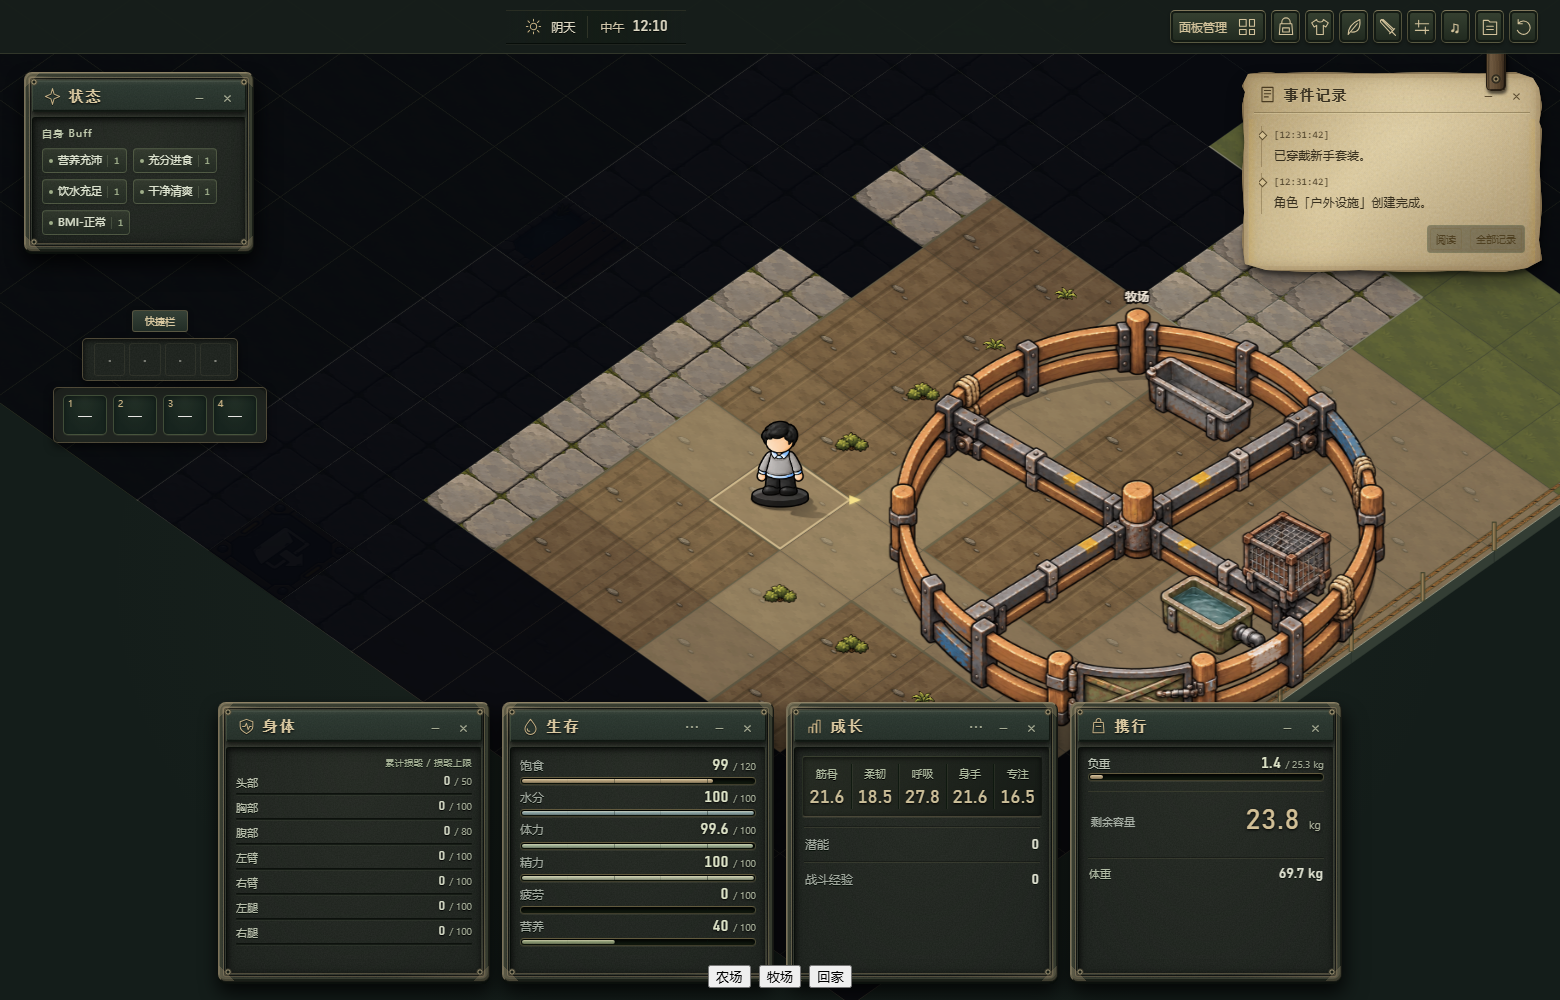 阴天 中午 12:10
面板管理
状态
自身 Buff
营养充沛 1 充分进食 1
饮水充足 1 干净清爽 1
BMI-正常 1
快捷栏
1 2 3 4
事件记录
[12:31:42]
已穿戴新手套装。
[12:31:42]
角色「户外设施」创建完成。
阅读 全部记录
牧场
身体
累计损毁 / 损毁上限
头部 0 / 50
胸部 0 / 100
腹部 0 / 80
左臂 0 / 100
右臂 0 / 100
左腿 0 / 100
右腿 0 / 100
生存
饱食 99 / 120
水分 100 / 100
体力 99.6 / 100
精力 100 / 100
疲劳 0 / 100
营养 40 / 100
成长
筋骨 柔韧 呼吸 身手 专注
21.6 18.5 27.8 21.6 16.5
潜能 0
战斗经验 0
携行
负重 1.4 / 25.3 kg
剩余容量 23.8 kg
体重 69.7 kg
农场 牧场 回家